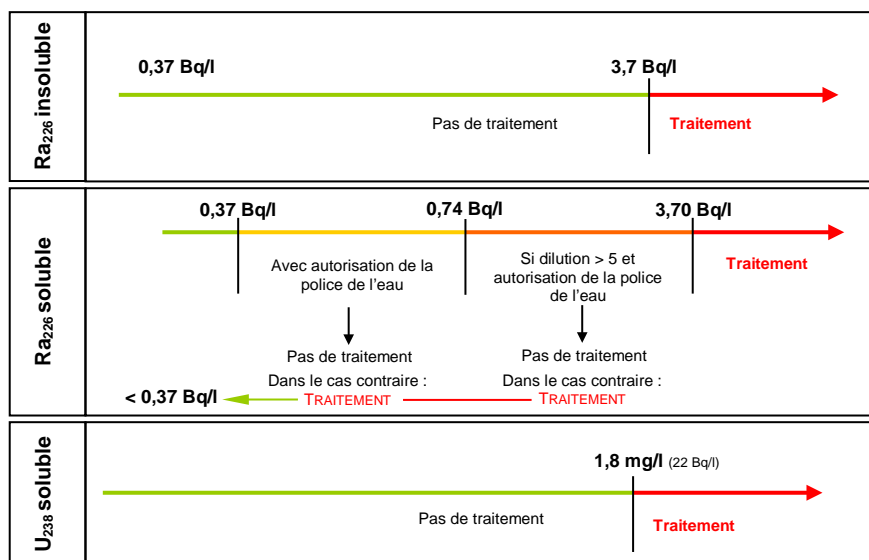 Ra226 insoluble
0,37 Bq/l
3,7 Bq/l
Pas de traitement
Traitement
Ra226 soluble
0,37 Bq/l
0,74 Bq/l
3,70 Bq/l
Avec autorisation de la
police de l'eau
Si dilution > 5 et
autorisation de la police
de l'eau
Traitement
Pas de traitement
Pas de traitement
Dans le cas contraire :
Dans le cas contraire :
< 0,37 Bq/l
TRAITEMENT
TRAITEMENT
U238 soluble
1,8 mg/l (22 Bq/l)
Pas de traitement
Traitement